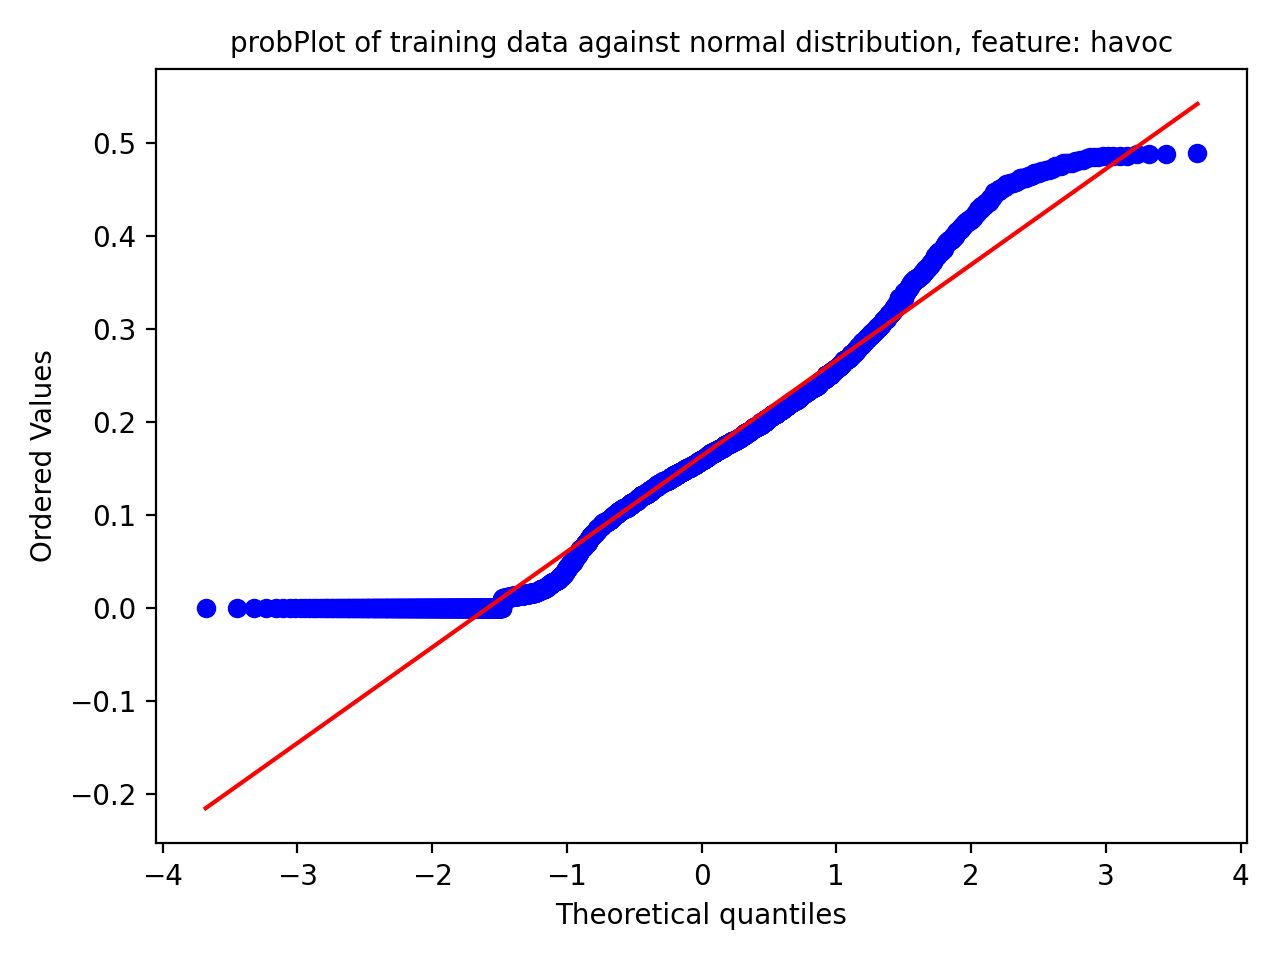 probPlot of training data against normal distribution, feature: havoc
Ordered Values
0.5
0.4
0.3
0.2
0.1
0.0
−0.1
−0.2
−4 −3 −2 −1 0 1 2 3 4
Theoretical quantiles